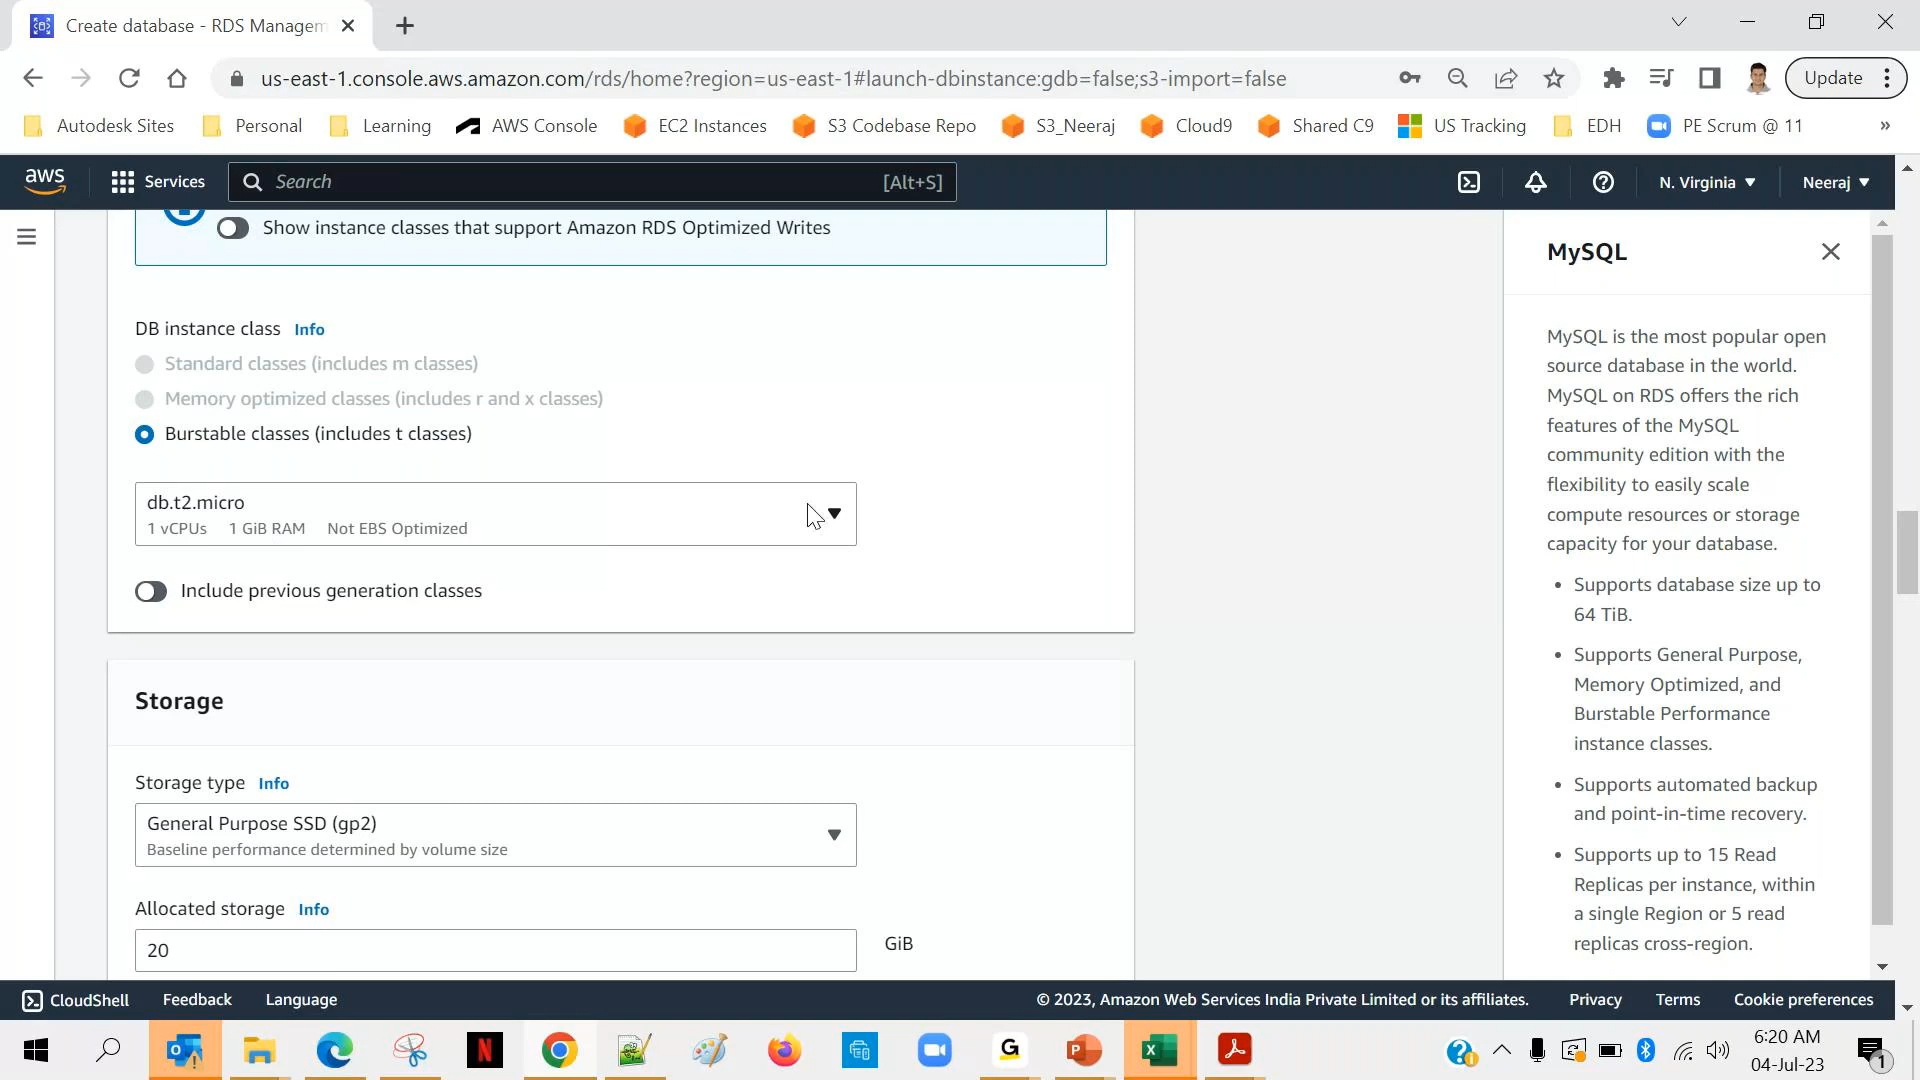 Create database - RDS Managem
us-east-1.console.aws.amazon.com/rds/home?region=us-east-1#launch-dbinstance:gdb=false;s3-import=false
Update
Autodesk Sites
Personal
Learning
AWS Console
EC2 Instances
S3 Codebase Repo
S3_Neeraj
Cloud9
Shared C9
US Tracking
EDH
PE Scrum @ 11
»
aws
Services
Search
[Alt+S]
N. Virginia
Neeraj
Show instance classes that support Amazon RDS Optimized Writes
DB instance class Info
Standard classes (includes m classes)
Memory optimized classes (includes r and x classes)
Burstable classes (includes t classes)
db.t2.micro
1 vCPUs 1 GiB RAM Not EBS Optimized
Include previous generation classes
Storage
Storage type Info
General Purpose SSD (gp2)
Baseline performance determined by volume size
Allocated storage Info
20
GiB
MySQL
MySQL is the most popular open
source database in the world.
MySQL on RDS offers the rich
features of the MySQL
community edition with the
flexibility to easily scale
compute resources or storage
capacity for your database.
• Supports database size up to
64 TiB.
• Supports General Purpose,
Memory Optimized, and
Burstable Performance
instance classes.
• Supports automated backup
and point-in-time recovery.
• Supports up to 15 Read
Replicas per instance, within
a single Region or 5 read
replicas cross-region.
CloudShell
Feedback
Language
© 2023, Amazon Web Services India Private Limited or its affiliates.
Privacy
Terms
Cookie preferences
6:20 AM
04-Jul-23
1